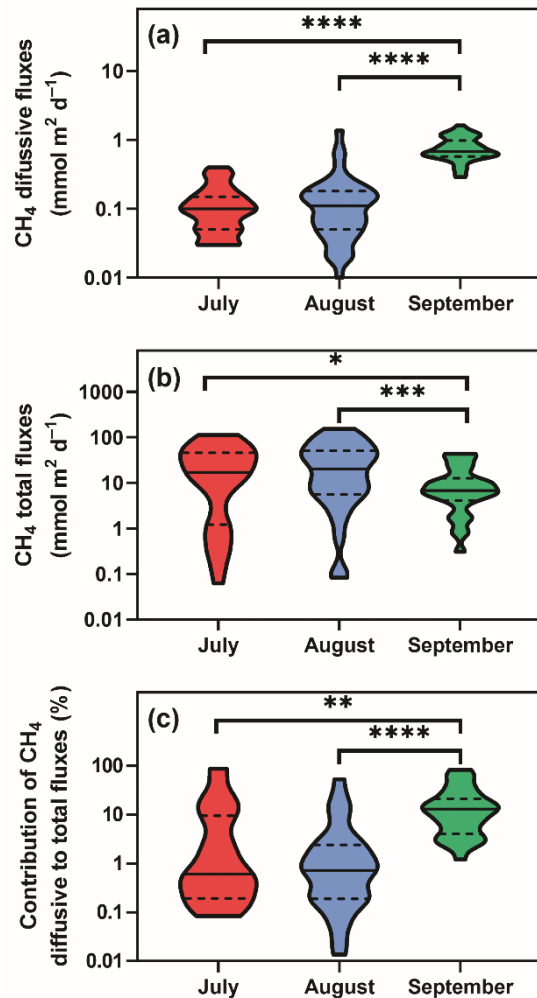 (a)
****
****
CH₄ difussive fluxes
(mmol m² d⁻¹)
10
1
0.1
0.01
July
August
September
(b)
*
***
CH₄ total fluxes
(mmol m² d⁻¹)
1000
100
10
1
0.1
0.01
July
August
September
(c)
**
****
Contribution of CH₄
diffusive to total fluxes (%)
100
10
1
0.1
0.01
July
August
September